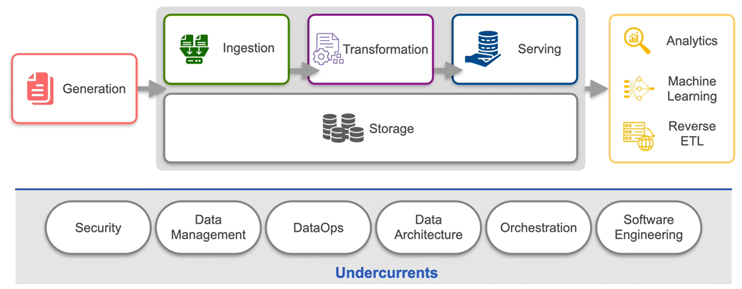 Generation
Ingestion
Transformation
Serving
Storage
Analytics
Machine
Learning
Reverse
ETL
Security
Data
Management
DataOps
Data
Architecture
Orchestration
Software
Engineering
Undercurrents